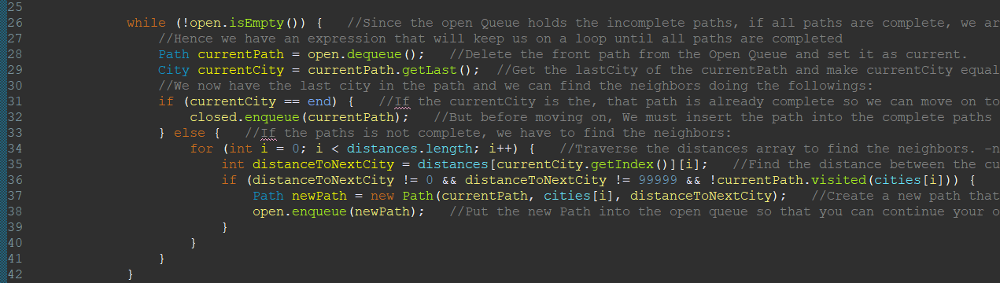 25
26 while (!open.isEmpty()) { //Since the open Queue holds the incomplete paths, if all paths are complete, we ar
27 //Hence we have an expression that will keep us on a loop until all paths are completed
28 Path currentPath = open.dequeue(); //Delete the front path from the Open Queue and set it as current.
29 City currentCity = currentPath.getLast(); //Get the lastCity of the currentPath and make currentCity equal
30 //We now have the last city in the path and we can find the neighbors doing the followings:
31 if (currentCity == end) { //If the currentCity is the, that path is already complete so we can move on to
32 closed.enqueue(currentPath); //But before moving on, We must insert the path into the complete paths
33 } else { //If the paths is not complete, we have to find the neighbors:
34 for (int i = 0; i < distances.length; i++) { //Traverse the distances array to find the neighbors. -n
35 int distanceToNextCity = distances[currentCity.getIndex()][i]; //Find the distance between the cu
36 if (distanceToNextCity != 0 && distanceToNextCity != 99999 && !currentPath.visited(cities[i])) {
37 Path newPath = new Path(currentPath, cities[i], distanceToNextCity); //Create a new path that
38 open.enqueue(newPath); //Put the new Path into the open queue so that you can continue your o
39 }
40 }
41 }
42 }